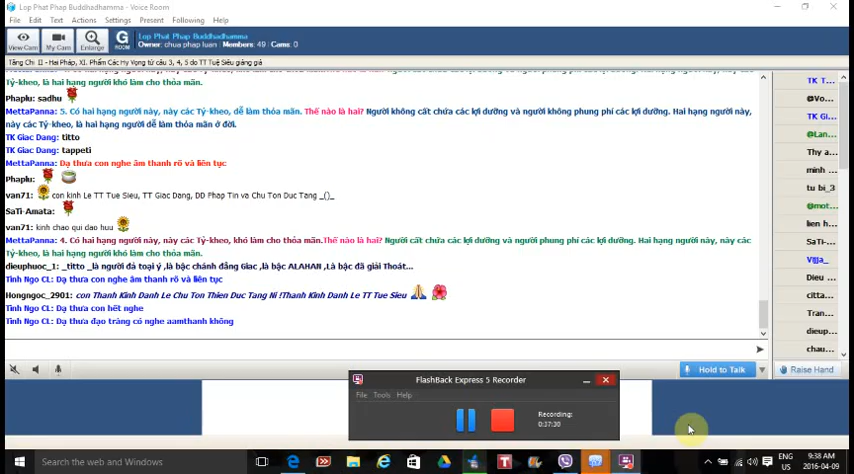 Lop Phat Phap Buddhadhamma - Voice Room
File Edit Text Actions Settings Present Following Help
View Cam My Cam Enlarge G ROOM
Lop Phat Phap Buddhadhamma
Owner: chua phap luan | Members: 49 | Cams: 0
Tăng Chi II - Hai Pháp, XI. Phẩm Các Hy Vọng từ câu 3, 4, 5 do TT Tuệ Siêu giảng giả
Tỷ-kheo, là hai hạng người khó làm cho thỏa mãn.
Phaplu: sadhu
MettaPanna: 5. Có hai hạng người này, này các Tỷ-kheo, dễ làm thỏa mãn. Thế nào là hai? Người không cất chứa các lợi dưỡng và người không phung phí các lợi dưỡng. Hai hạng người này,
này các Tỷ-kheo, là hai hạng người dễ làm thỏa mãn ở đời.
TK Giac Dang: titto
TK Giac Dang: tappeti
MettaPanna: Dạ thưa con nghe âm thanh rõ và liên tục
Phaplu:
van71: con kinh Le TT Tue Sieu, TT Giac Dang, DD Phap Tin va Chu Ton Duc Tang _()_
SaTi-Amata:
van71: kinh chao qui dao huu
MettaPanna: 4. Có hai hạng người này, này các Tỷ-kheo, khó làm cho thỏa mãn.Thế nào là hai? Người cất chứa các lợi dưỡng và người phung phí các lợi dưỡng. Hai hạng người này, này các
Tỷ-kheo, là hai hạng người khó làm cho thỏa mãn.
dieuphuoc_1: _titto _là người đã toại ý ,là bậc chánh đẳng Giac ,là bậc ALAHAN ,Là bậc đã giải Thoát...
Tinh Ngo CL: Dạ thưa con nghe âm thanh rõ và liên tục
Hongngoc_2901: con Thanh Kinh Danh Le Chu Ton Thien Duc Tang Ni !Thanh Kinh Danh Le TT Tue Sieu
Tinh Ngo CL: Dạ thưa con hết nghe
Tinh Ngo CL: Dạ thưa đạo tràng có nghe aamthanh không
TK T...
@Vo...
TK Gi...
@Lan...
Thy a...
minh
tu bi_3
@mot...
lien h
SaTi-...
Vijja_
Dieu
citta...
Tran...
dieup...
chau...
Hold to Talk
Raise Hand
FlashBack Express 5 Recorder
File Tools Help
Recording:
0:37:30
Search the web and Windows
ENG
US
9:38 AM
2016-04-09